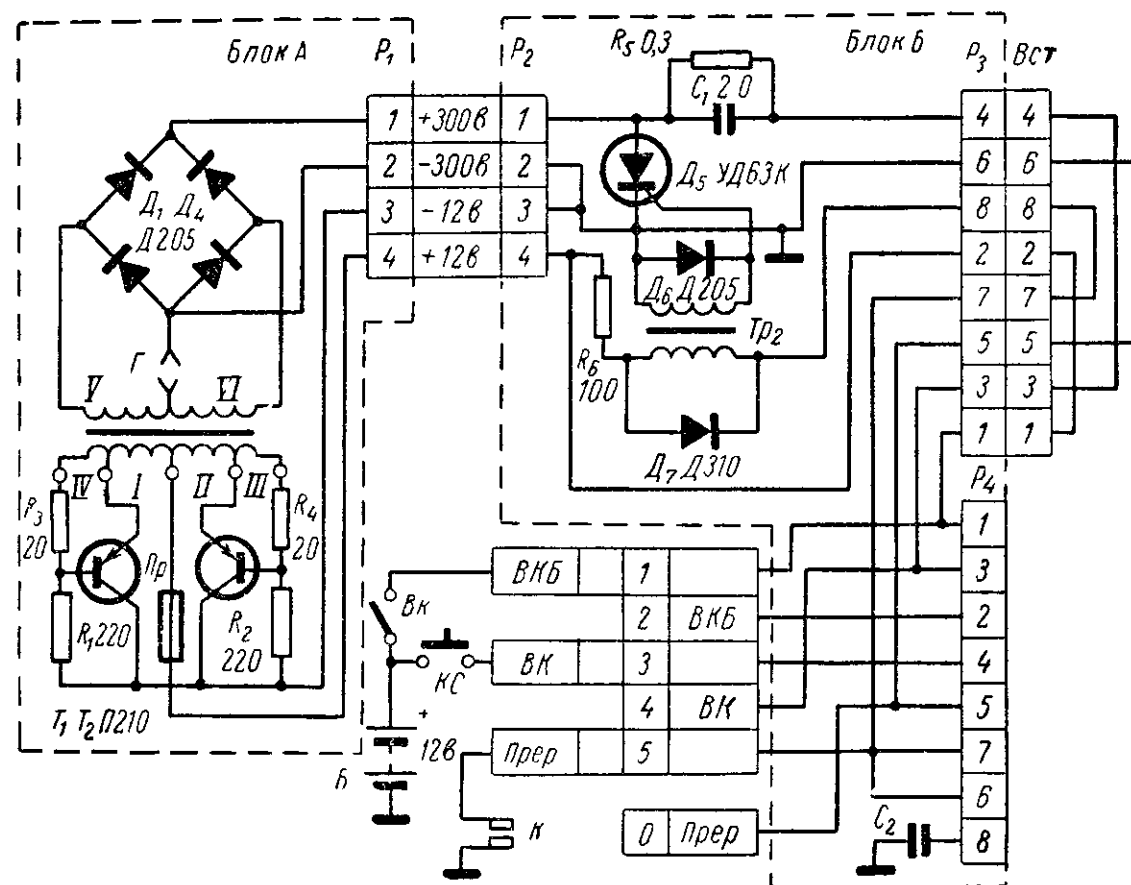 Блок А
P₁
P₂
R₅ 0,3
Блок Б
P₃
Вст
C₁ 2 0
1 +300в 1
2 -300в 2
3 -12в 3
4 +12в 4
Д₁ Д₄
Д205
Д₅ УД63К
4 4
6 6
8 8
2 2
7 7
5 5
3 3
1 1
Д₆ Д205
Тр₂
R₆
100
Д₇ Д310
Г
V
VI
IV
I
II
III
R₃
20
R₄
20
Пр
R₁ 220
R₂
220
Т₁ Т₂ П210
P₄
1
3
2
4
5
7
6
8
ВКБ 1
2 ВКБ
ВК 3
4 ВК
Прер 5
0 Прер
Вк
КС
+
12в
Б
К
C₂